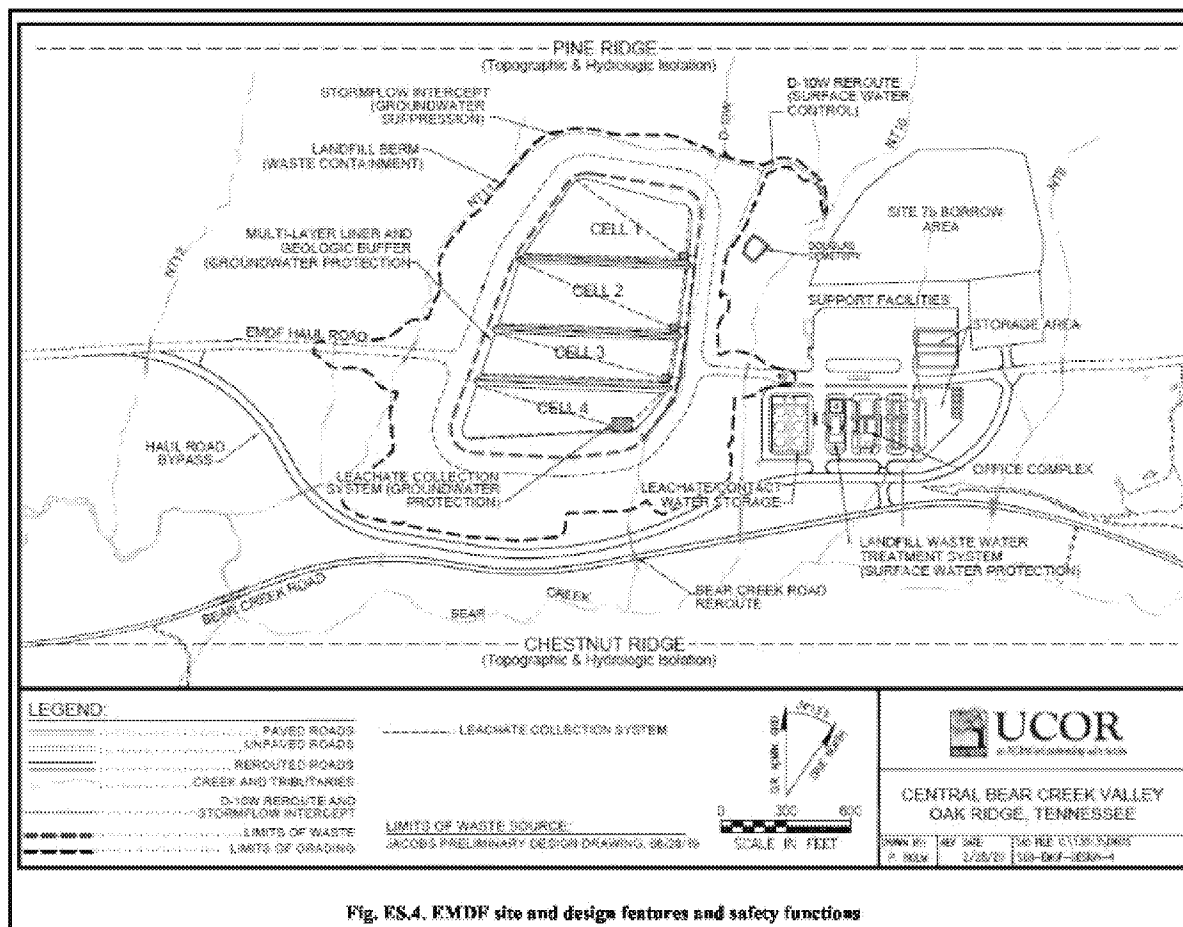 PINE RIDGE
(Topographic & Hydrologic Isolation)
STORMFLOW INTERCEPT
(GROUNDWATER
SUPPRESSION)
D-10W REROUTE
(SURFACE WATER
CONTROL)
LANDFILL BERM
(WASTE CONTAINMENT)
D-10W
NT10
NT11
SITE 7b BORROW
AREA
MULTI-LAYER LINER AND
GEOLOGIC BUFFER
(GROUNDWATER PROTECTION
CELL 1
CELL 2
CELL 3
CELL 4
CEMETERY
SUPPORT FACILITIES
STORAGE AREA
EMDF HAUL ROAD
HAUL ROAD
BYPASS
LEACHATE COLLECTION
SYSTEM (GROUNDWATER
PROTECTION)
LEACHATE/CONTACT
WATER STORAGE
OFFICE COMPLEX
LANDFILL WASTE WATER
TREATMENT SYSTEM
(SURFACE WATER PROTECTION)
BEAR CREEK ROAD
BEAR CREEK
BEAR CREEK ROAD
REROUTE
CHESTNUT RIDGE
(Topographic & Hydrologic Isolation)
LEGEND:
PAVED ROADS
UNPAVED ROADS
REROUTED ROADS
CREEK AND TRIBUTARIES
D-10W REROUTE AND
STORMFLOW INTERCEPT
LIMITS OF WASTE
LIMITS OF GRADING
LEACHATE COLLECTION SYSTEM
LIMITS OF WASTE SOURCE:
JACOBS PRELIMINARY DESIGN DRAWING,
0 300 600
SCALE IN FEET
UCOR
CENTRAL BEAR CREEK VALLEY
OAK RIDGE, TENNESSEE
Fig. ES.4. EMDF site and design features and safety functions